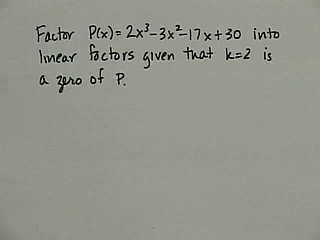 Factor P(x)=2x³-3x²-17x+30 into
linear factors given that k=2 is
a zero of P.